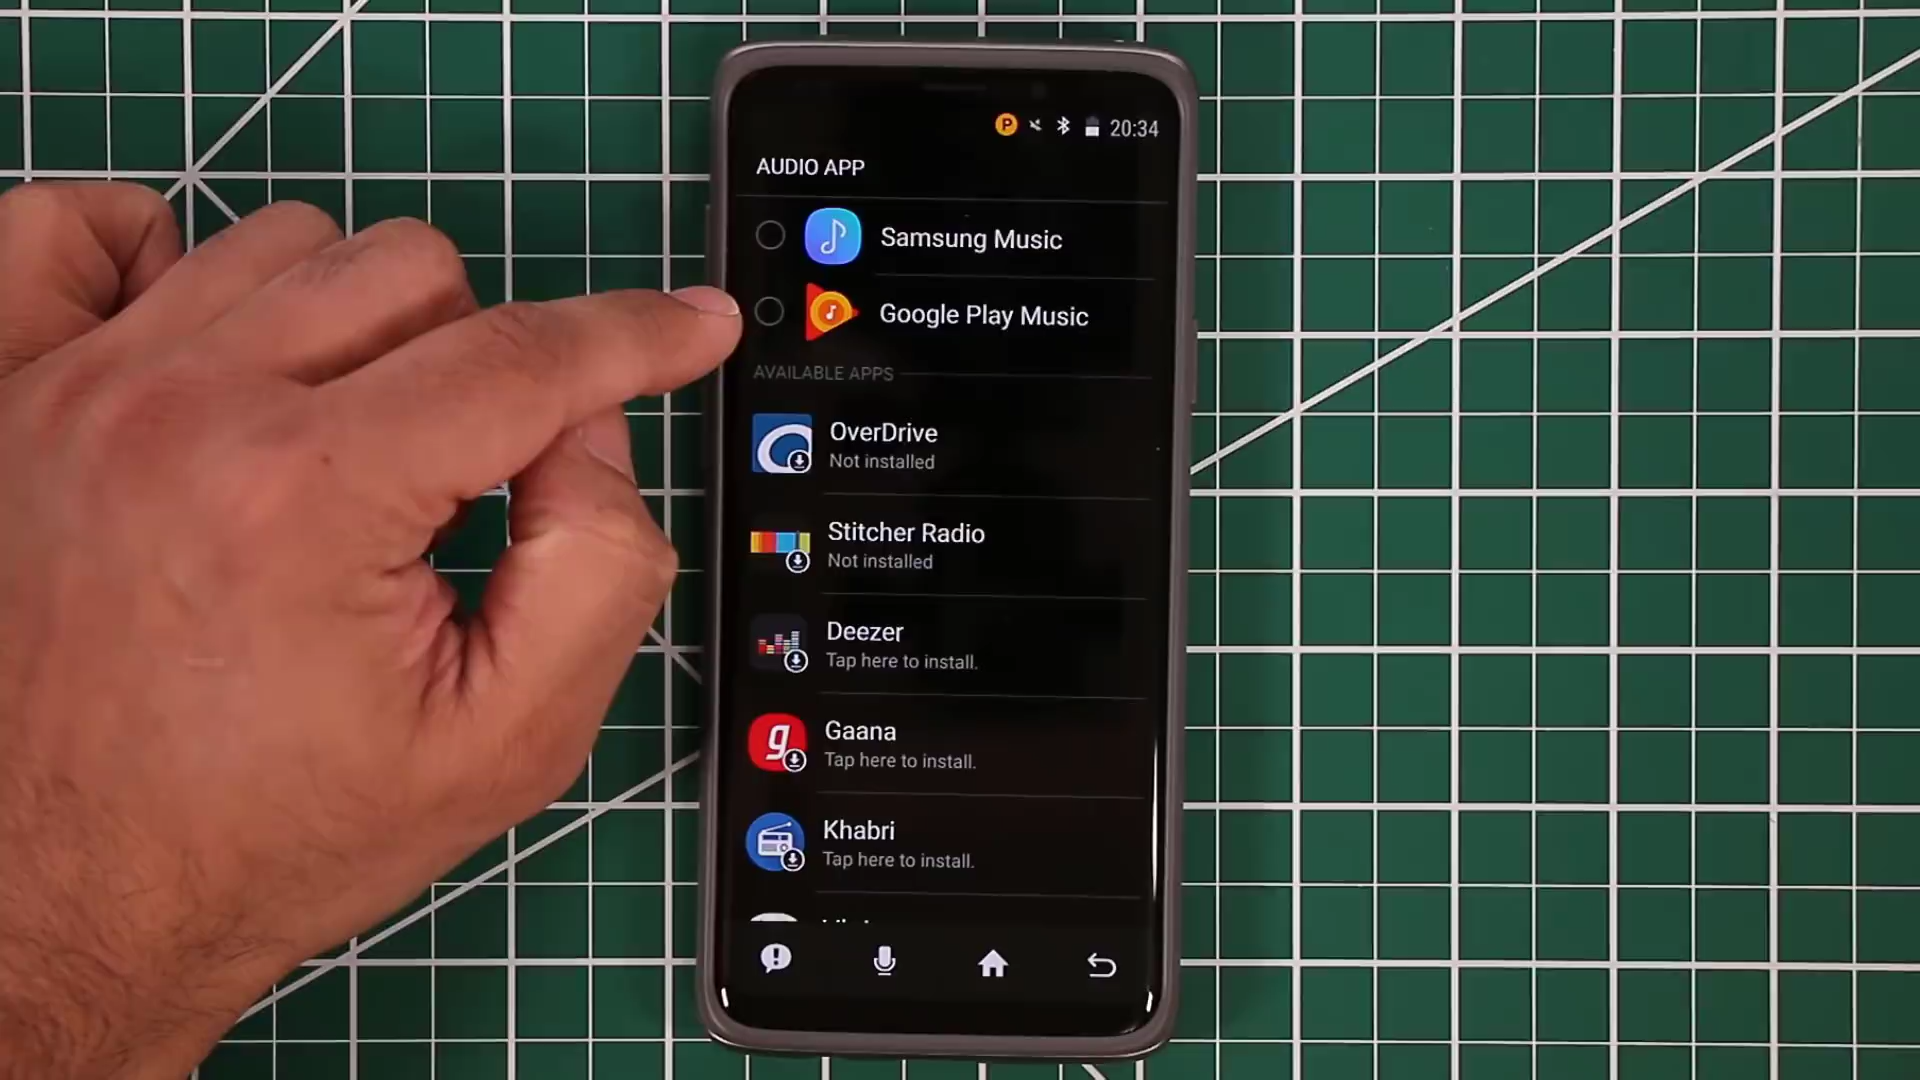 P 20:34
AUDIO APP
Samsung Music
Google Play Music
AVAILABLE APPS
OverDrive
Not installed
Stitcher Radio
Not installed
Deezer
Tap here to install.
g
Gaana
Tap here to install.
Khabri
Tap here to install.